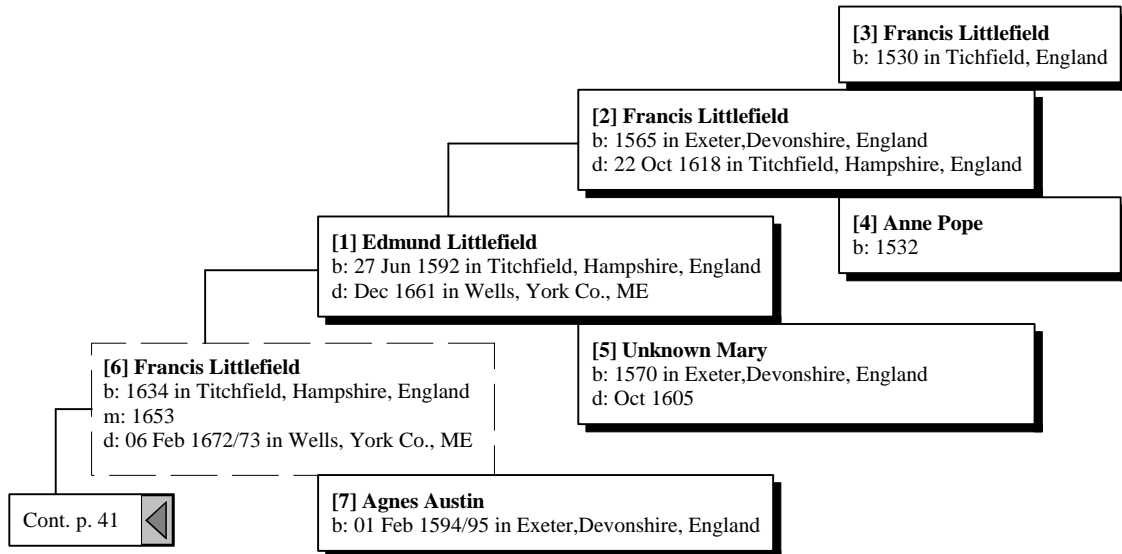 [3] Francis Littlefield
b: 1530 in Tichfield, England
[2] Francis Littlefield
b: 1565 in Exeter,Devonshire, England
d: 22 Oct 1618 in Titchfield, Hampshire, England
[4] Anne Pope
b: 1532
[1] Edmund Littlefield
b: 27 Jun 1592 in Titchfield, Hampshire, England
d: Dec 1661 in Wells, York Co., ME
[5] Unknown Mary
b: 1570 in Exeter,Devonshire, England
d: Oct 1605
[6] Francis Littlefield
b: 1634 in Titchfield, Hampshire, England
m: 1653
d: 06 Feb 1672/73 in Wells, York Co., ME
[7] Agnes Austin
b: 01 Feb 1594/95 in Exeter,Devonshire, England
Cont. p. 41